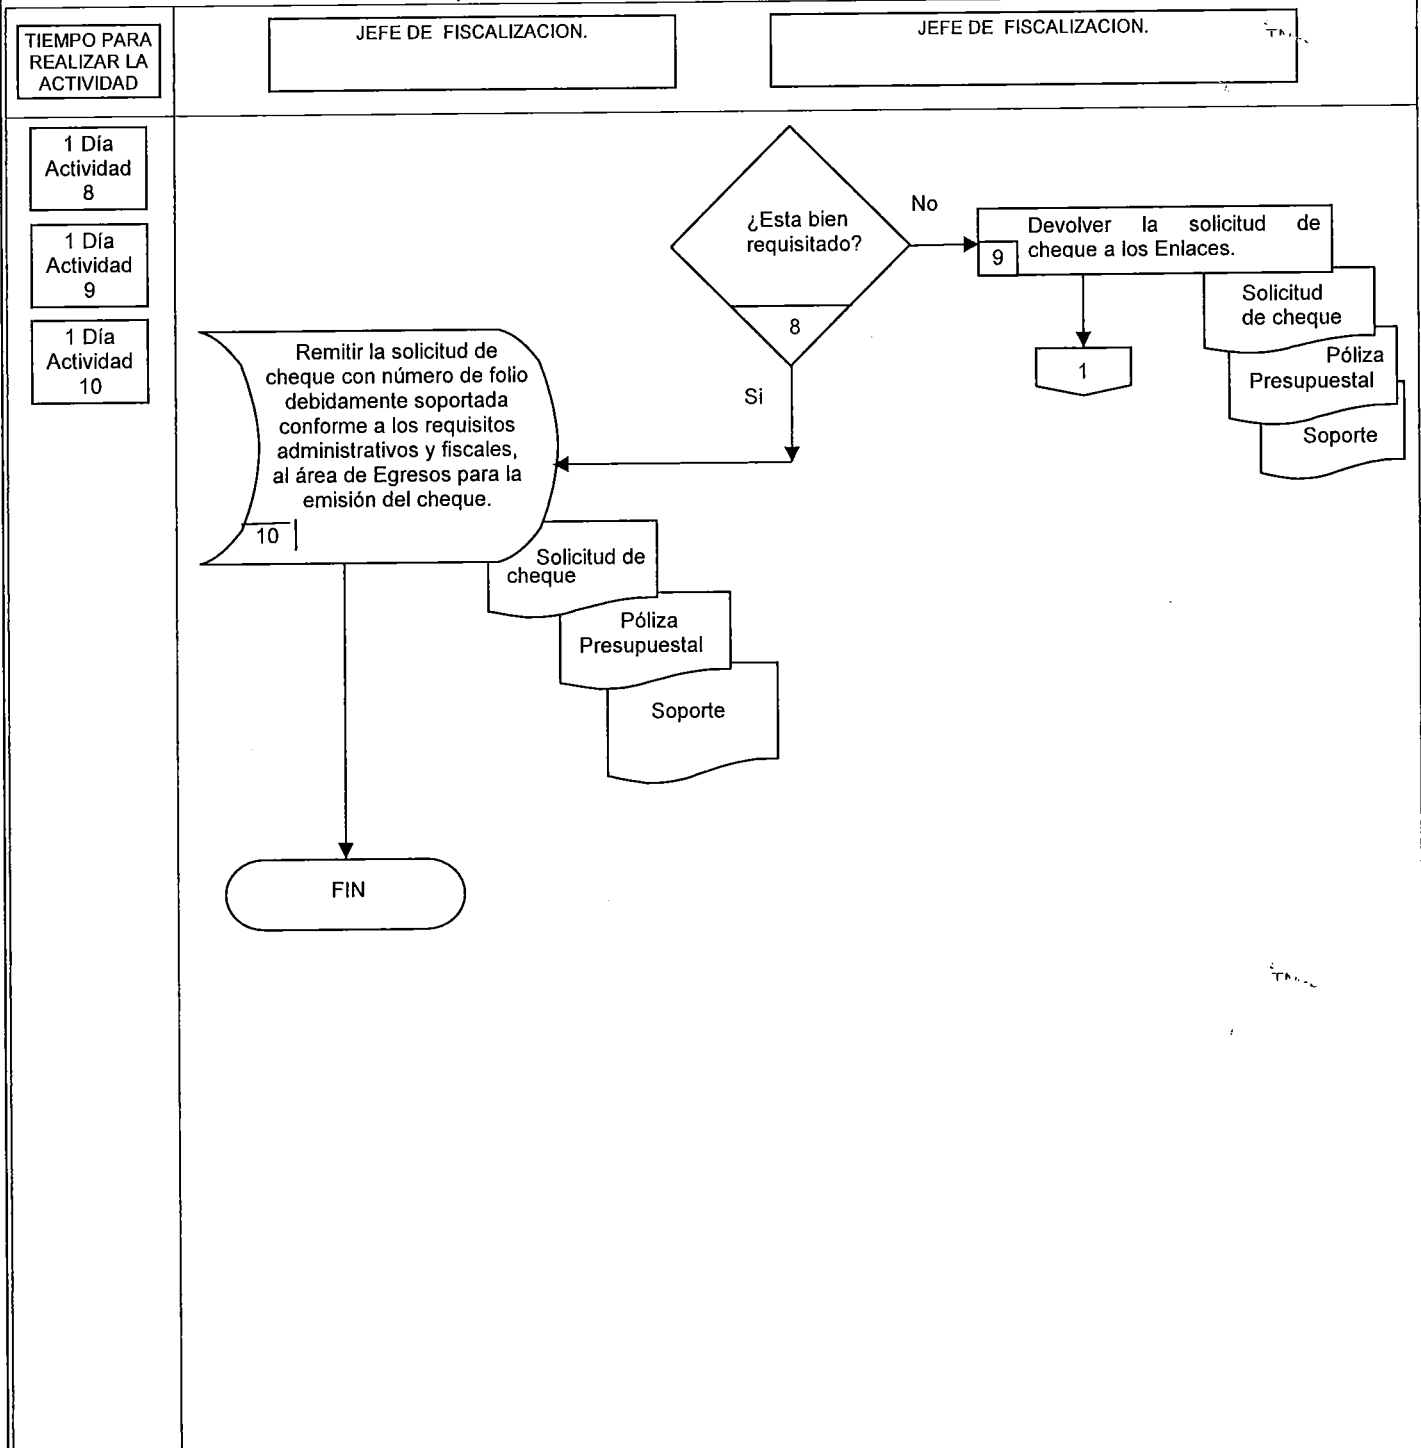 TIEMPO PARA
REALIZAR LA
ACTIVIDAD
JEFE DE FISCALIZACION.
JEFE DE FISCALIZACION.
1 Día
Actividad
8
1 Día
Actividad
9
1 Día
Actividad
10
¿Esta bien
requisitado?
8
No
Si
Devolver la solicitud de
cheque a los Enlaces.
9
Solicitud
de cheque
Póliza
Presupuestal
Soporte
1
Remitir la solicitud de
cheque con número de folio
debidamente soportada
conforme a los requisitos
administrativos y fiscales,
al área de Egresos para la
emisión del cheque.
10
Solicitud de
cheque
Póliza
Presupuestal
Soporte
FIN